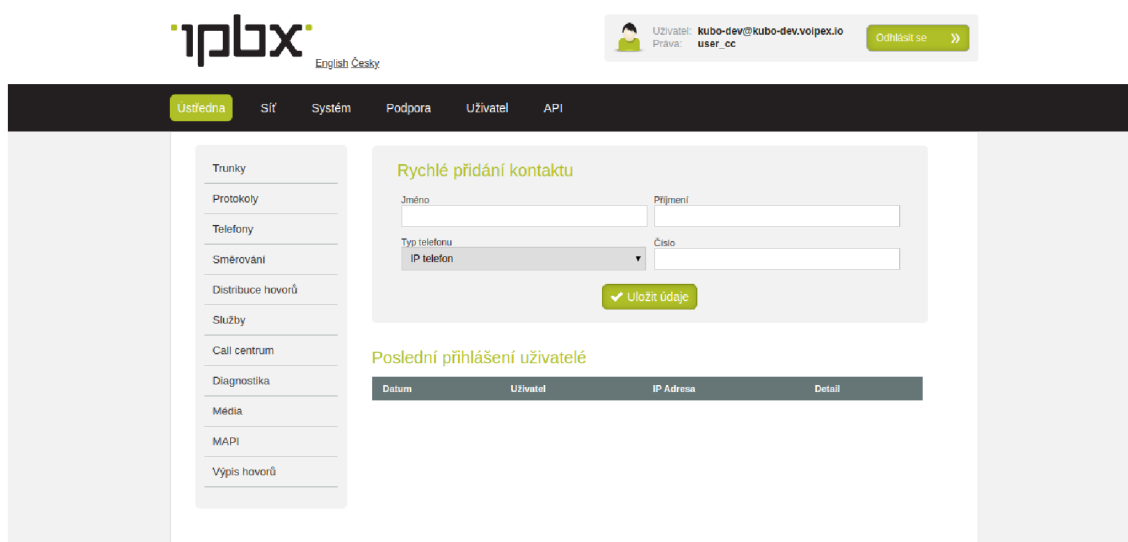 ipbx
English Česky
Uživatel: kubo-dev@kubo-dev.voipex.io
Práva: user_cc
Odhlásit se
Ústředna Síť Systém Podpora Uživatel API
Trunky
Protokoly
Telefony
Směrování
Distribuce hovorů
Služby
Call centrum
Diagnostika
Média
MAPI
Výpis hovorů
Rychlé přidání kontaktu
Jméno Příjmení
Typ telefonu Číslo
IP telefon
Uložit údaje
Poslední přihlášení uživatelé
Datum Uživatel IP Adresa Detail